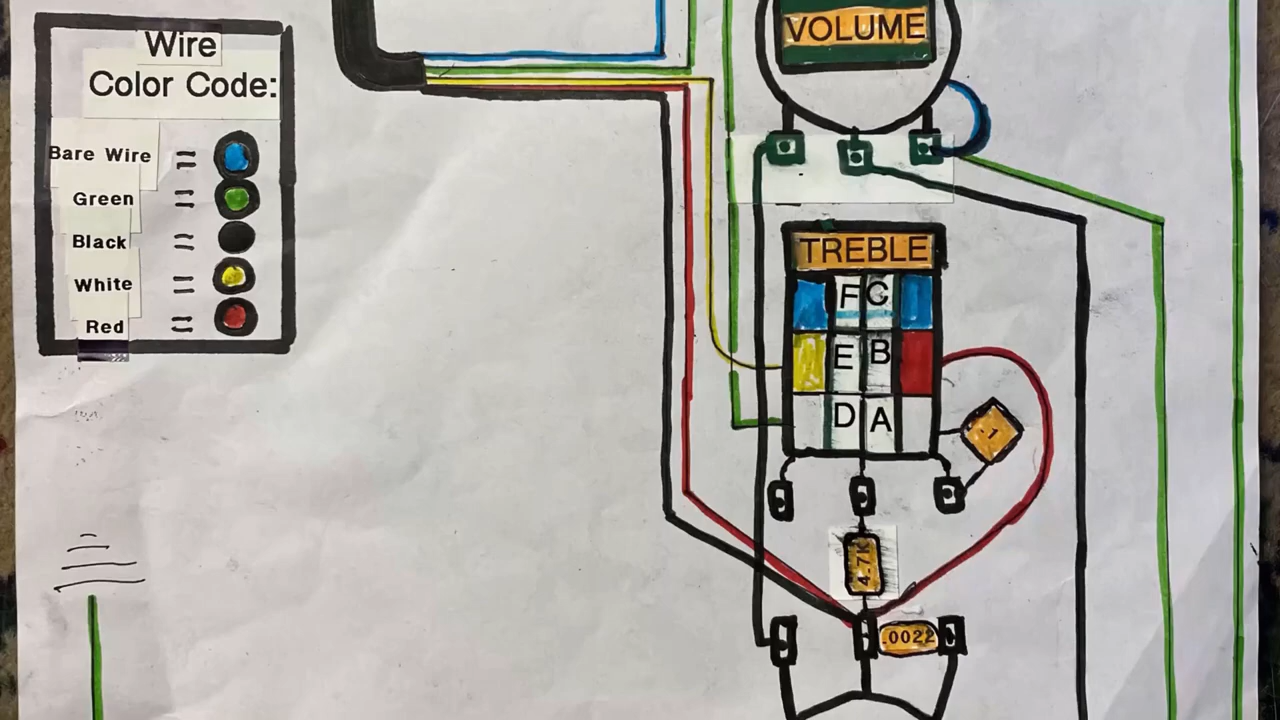 Wire
Color Code:
Bare Wire =
Green =
Black =
White =
Red =
VOLUME
TREBLE
F C
E B
D A
.1
4.7K
.0022